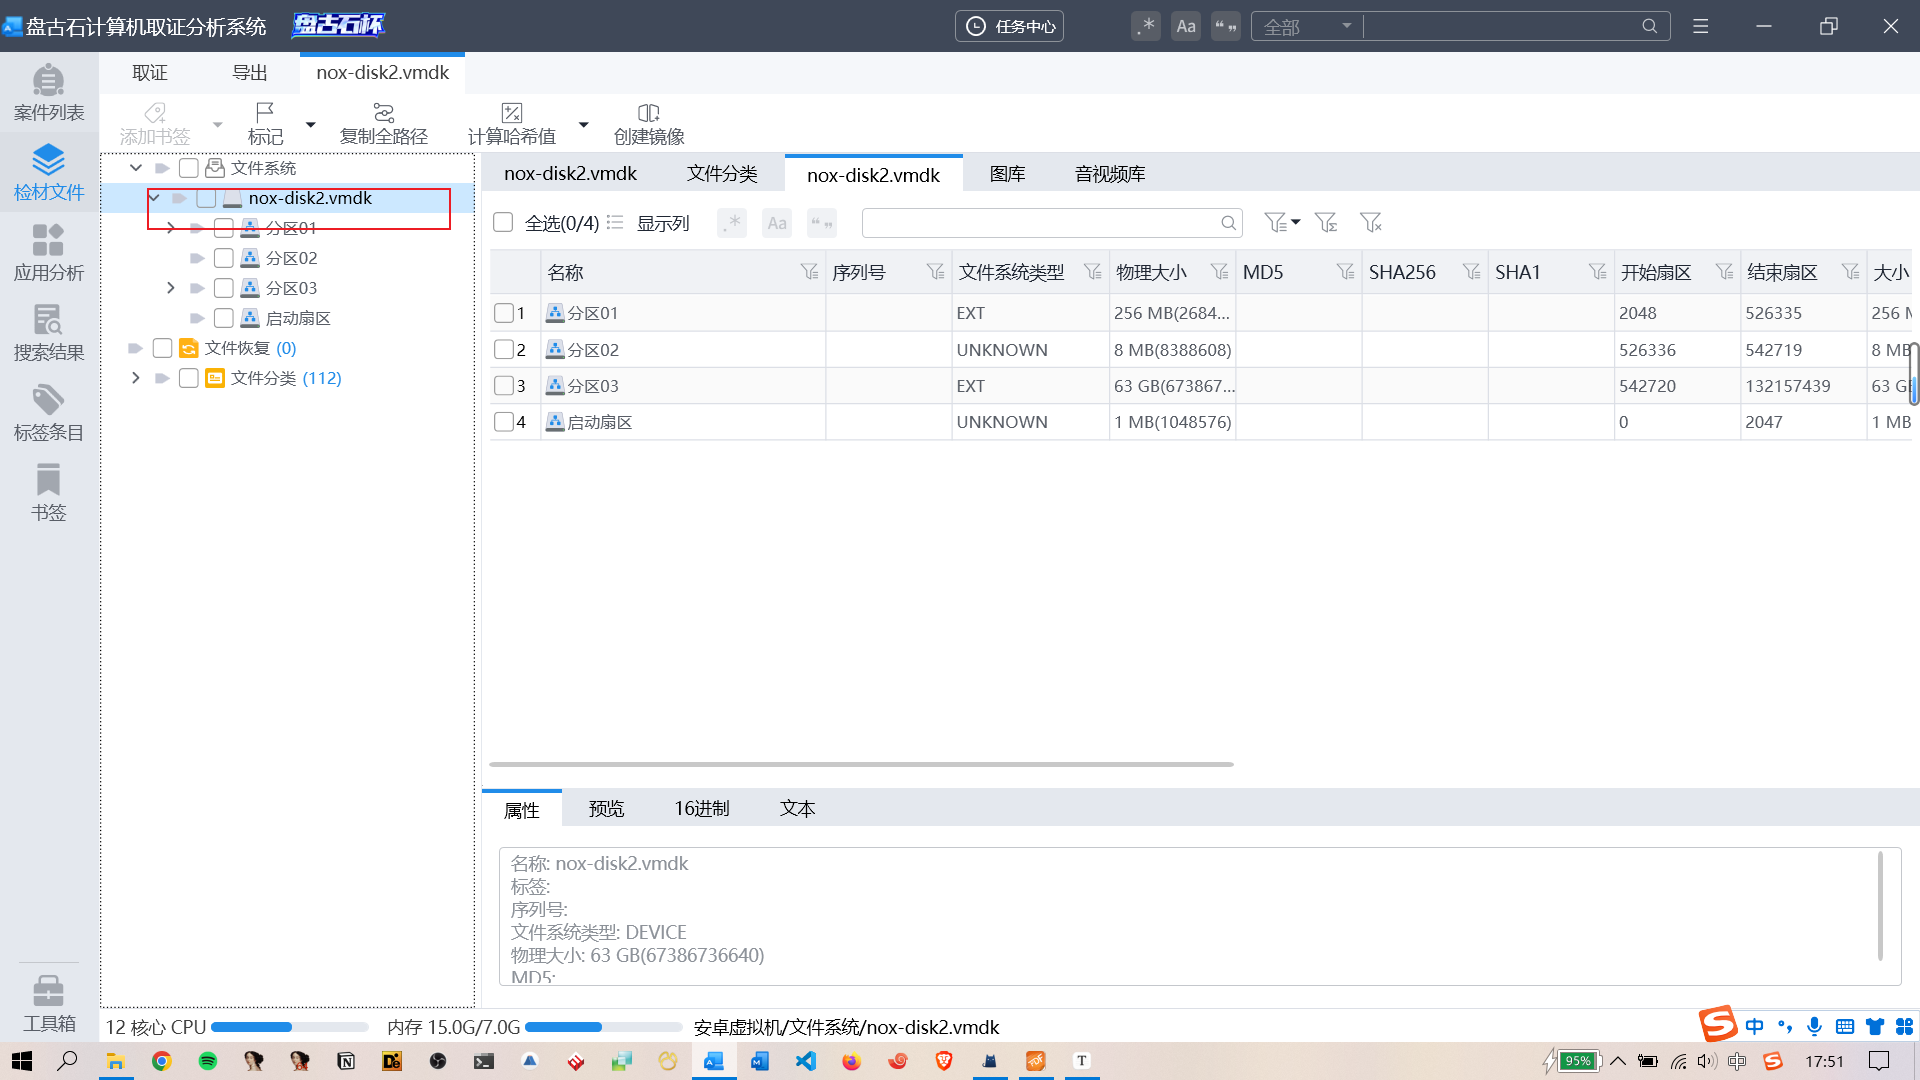 盘古石计算机取证分析系统
盘古石杯
任务中心
.*
Aa
“ ”
全部
案件列表
检材文件
应用分析
搜索结果
标签条目
书签
工具箱
取证
导出
nox-disk2.vmdk
添加书签
标记
复制全路径
计算哈希值
创建镜像
文件系统
nox-disk2.vmdk
分区01
分区02
分区03
启动扇区
文件恢复 (0)
文件分类 (112)
nox-disk2.vmdk
文件分类
nox-disk2.vmdk
图库
音视频库
全选(0/4)
显示列
.*
Aa
“ ”
名称 序列号 文件系统类型 物理大小 MD5 SHA256 SHA1 开始扇区 结束扇区 大小
1 分区01 EXT 256 MB(2684... 2048 526335 256 M
2 分区02 UNKNOWN 8 MB(8388608) 526336 542719 8 MB
3 分区03 EXT 63 GB(673867... 542720 132157439 63 GB
4 启动扇区 UNKNOWN 1 MB(1048576) 0 2047 1 MB
属性
预览
16进制
文本
名称: nox-disk2.vmdk
标签:
序列号:
文件系统类型: DEVICE
物理大小: 63 GB(67386736640)
MD5:
12 核心 CPU
内存 15.0G/7.0G
安卓虚拟机/文件系统/nox-disk2.vmdk
中
95%
中
17:51